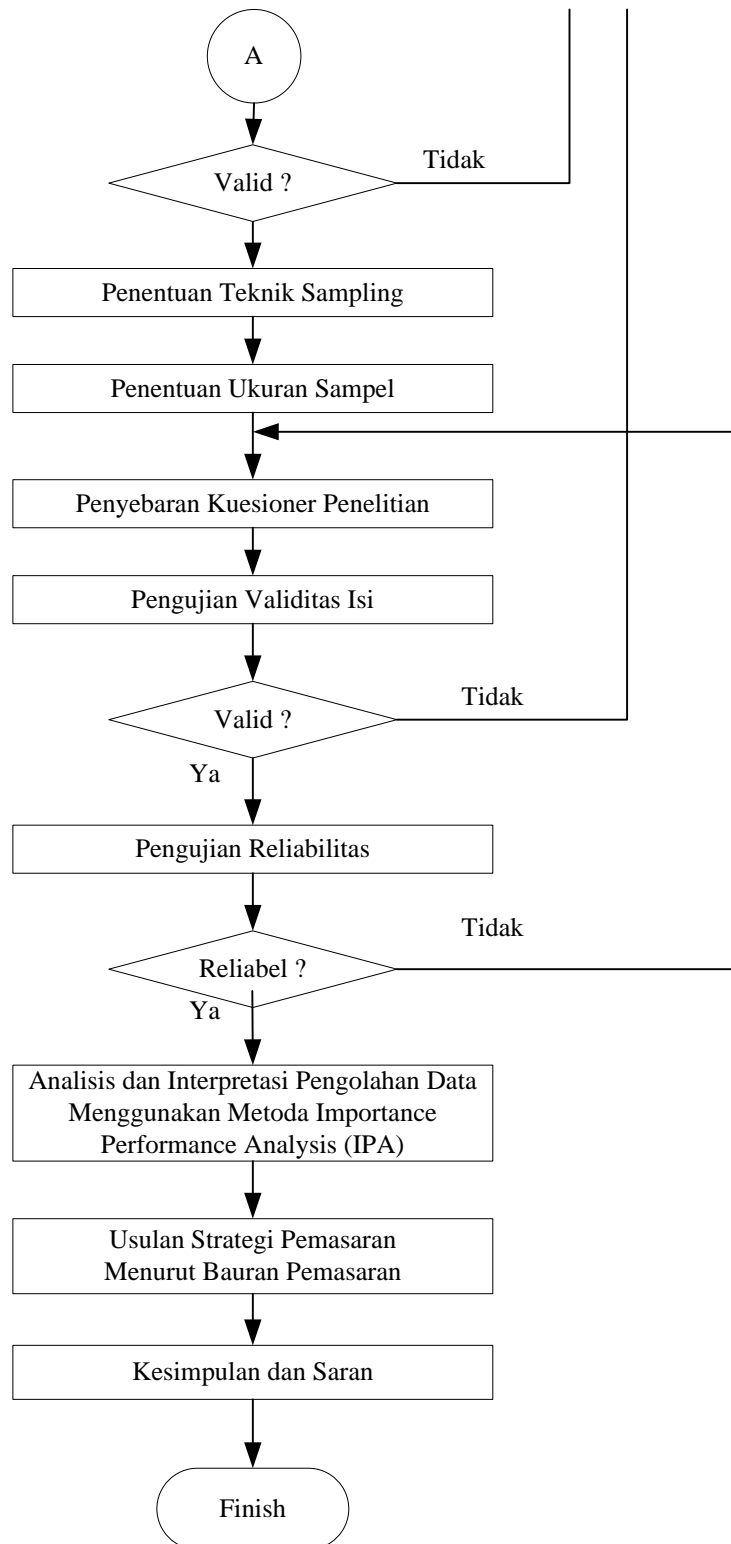 A
Valid ?
Tidak
Penentuan Teknik Sampling
Penentuan Ukuran Sampel
Penyebaran Kuesioner Penelitian
Pengujian Validitas Isi
Valid ?
Tidak
Ya
Pengujian Reliabilitas
Reliabel ?
Tidak
Ya
Analisis dan Interpretasi Pengolahan Data
Menggunakan Metoda Importance
Performance Analysis (IPA)
Usulan Strategi Pemasaran
Menurut Bauran Pemasaran
Kesimpulan dan Saran
Finish